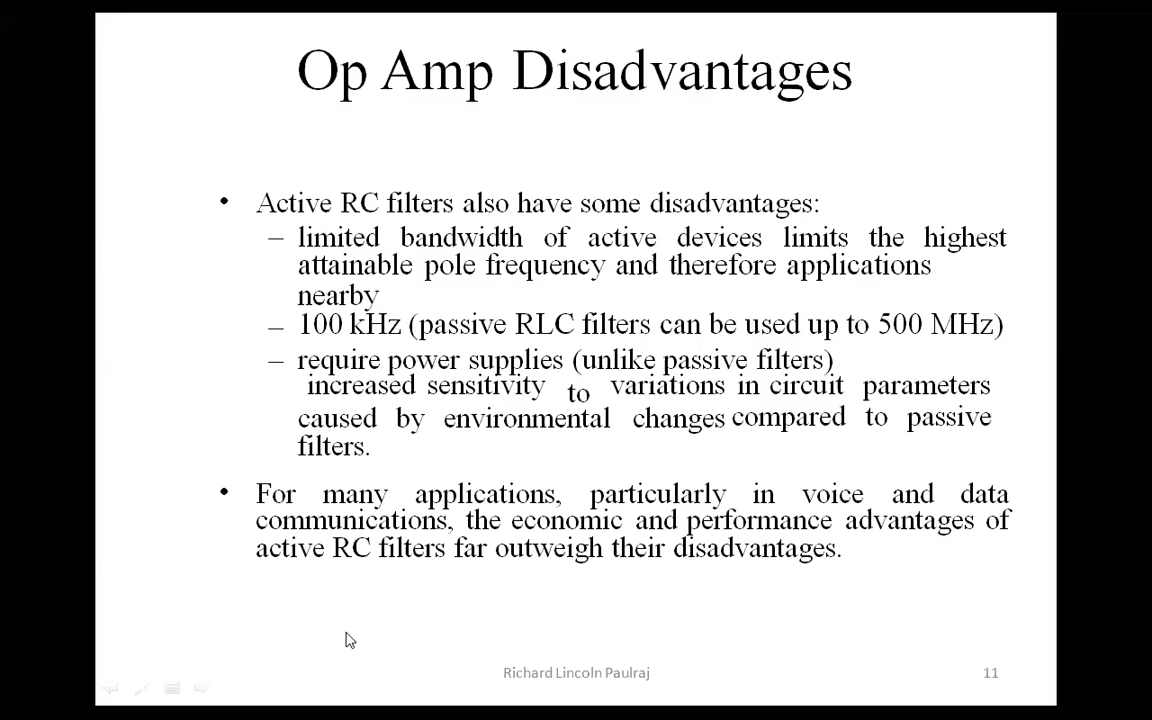 Op Amp Disadvantages
• Active RC filters also have some disadvantages:
– limited bandwidth of active devices limits the highest
attainable pole frequency and therefore applications
nearby
– 100 kHz (passive RLC filters can be used up to 500 MHz)
– require power supplies (unlike passive filters)
increased sensitivity to variations in circuit parameters
caused by environmental changes compared to passive
filters.
• For many applications, particularly in voice and data
communications, the economic and performance advantages of
active RC filters far outweigh their disadvantages.
Richard Lincoln Paulraj
11